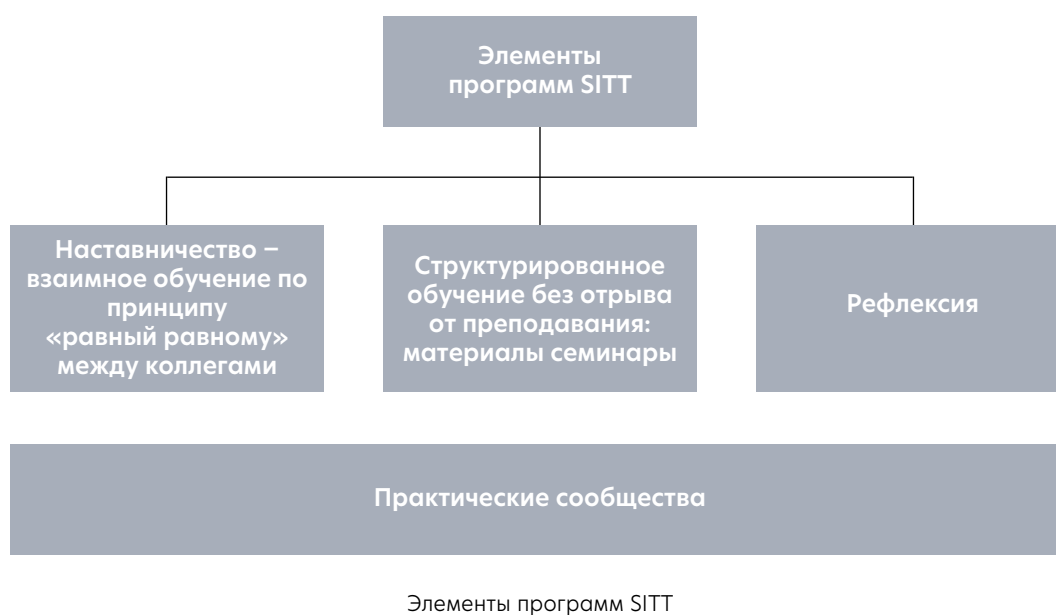 Элементы
программ SITT
Наставничество –
взаимное обучение по
принципу
«равный равному»
между коллегами
Структурированное
обучение без отрыва
от преподавания:
материалы семинары
Рефлексия
Практические сообщества
Элементы программ SITT